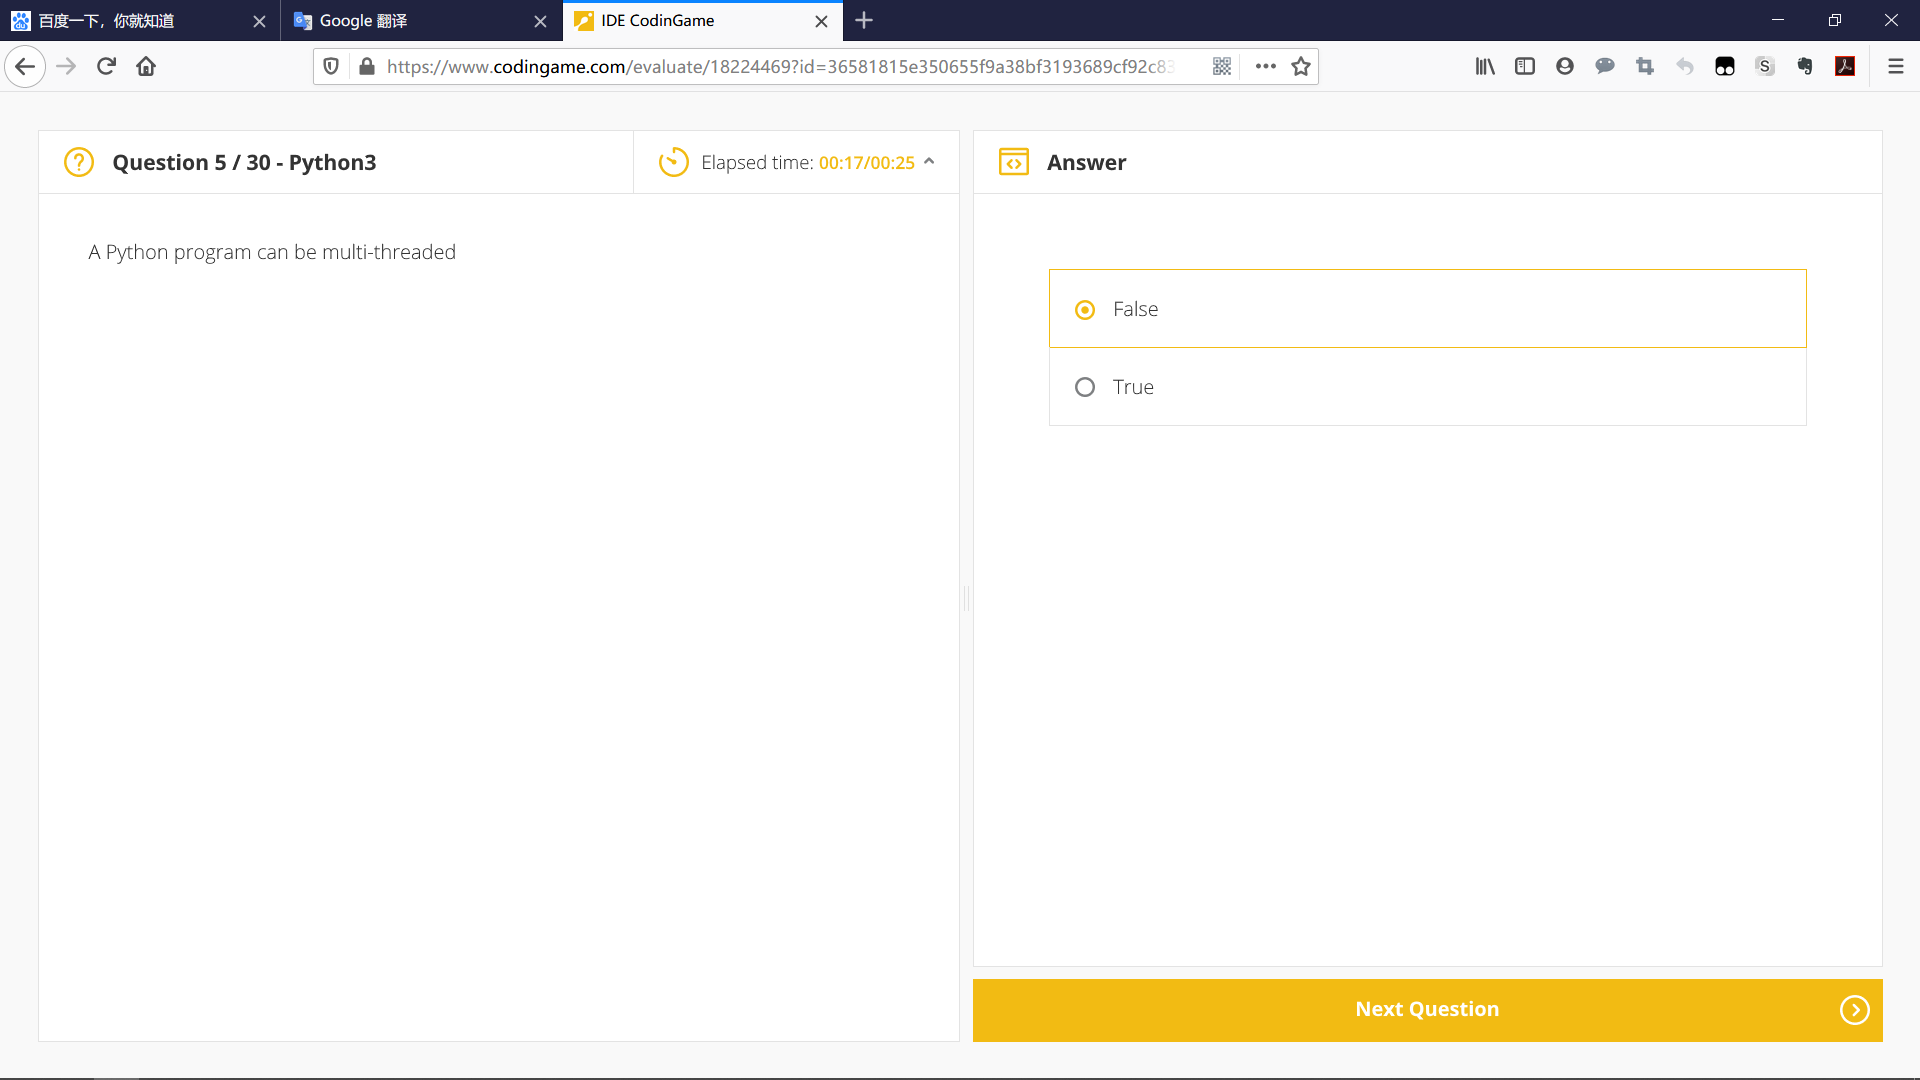 百度一下，你就知道
Google 翻译
IDE CodinGame
https://www.codingame.com/evaluate/18224469?id=36581815e350655f9a38bf3193689cf92c83
Question 5 / 30 - Python3
Elapsed time: 00:17/00:25
A Python program can be multi-threaded
Answer
False
True
Next Question